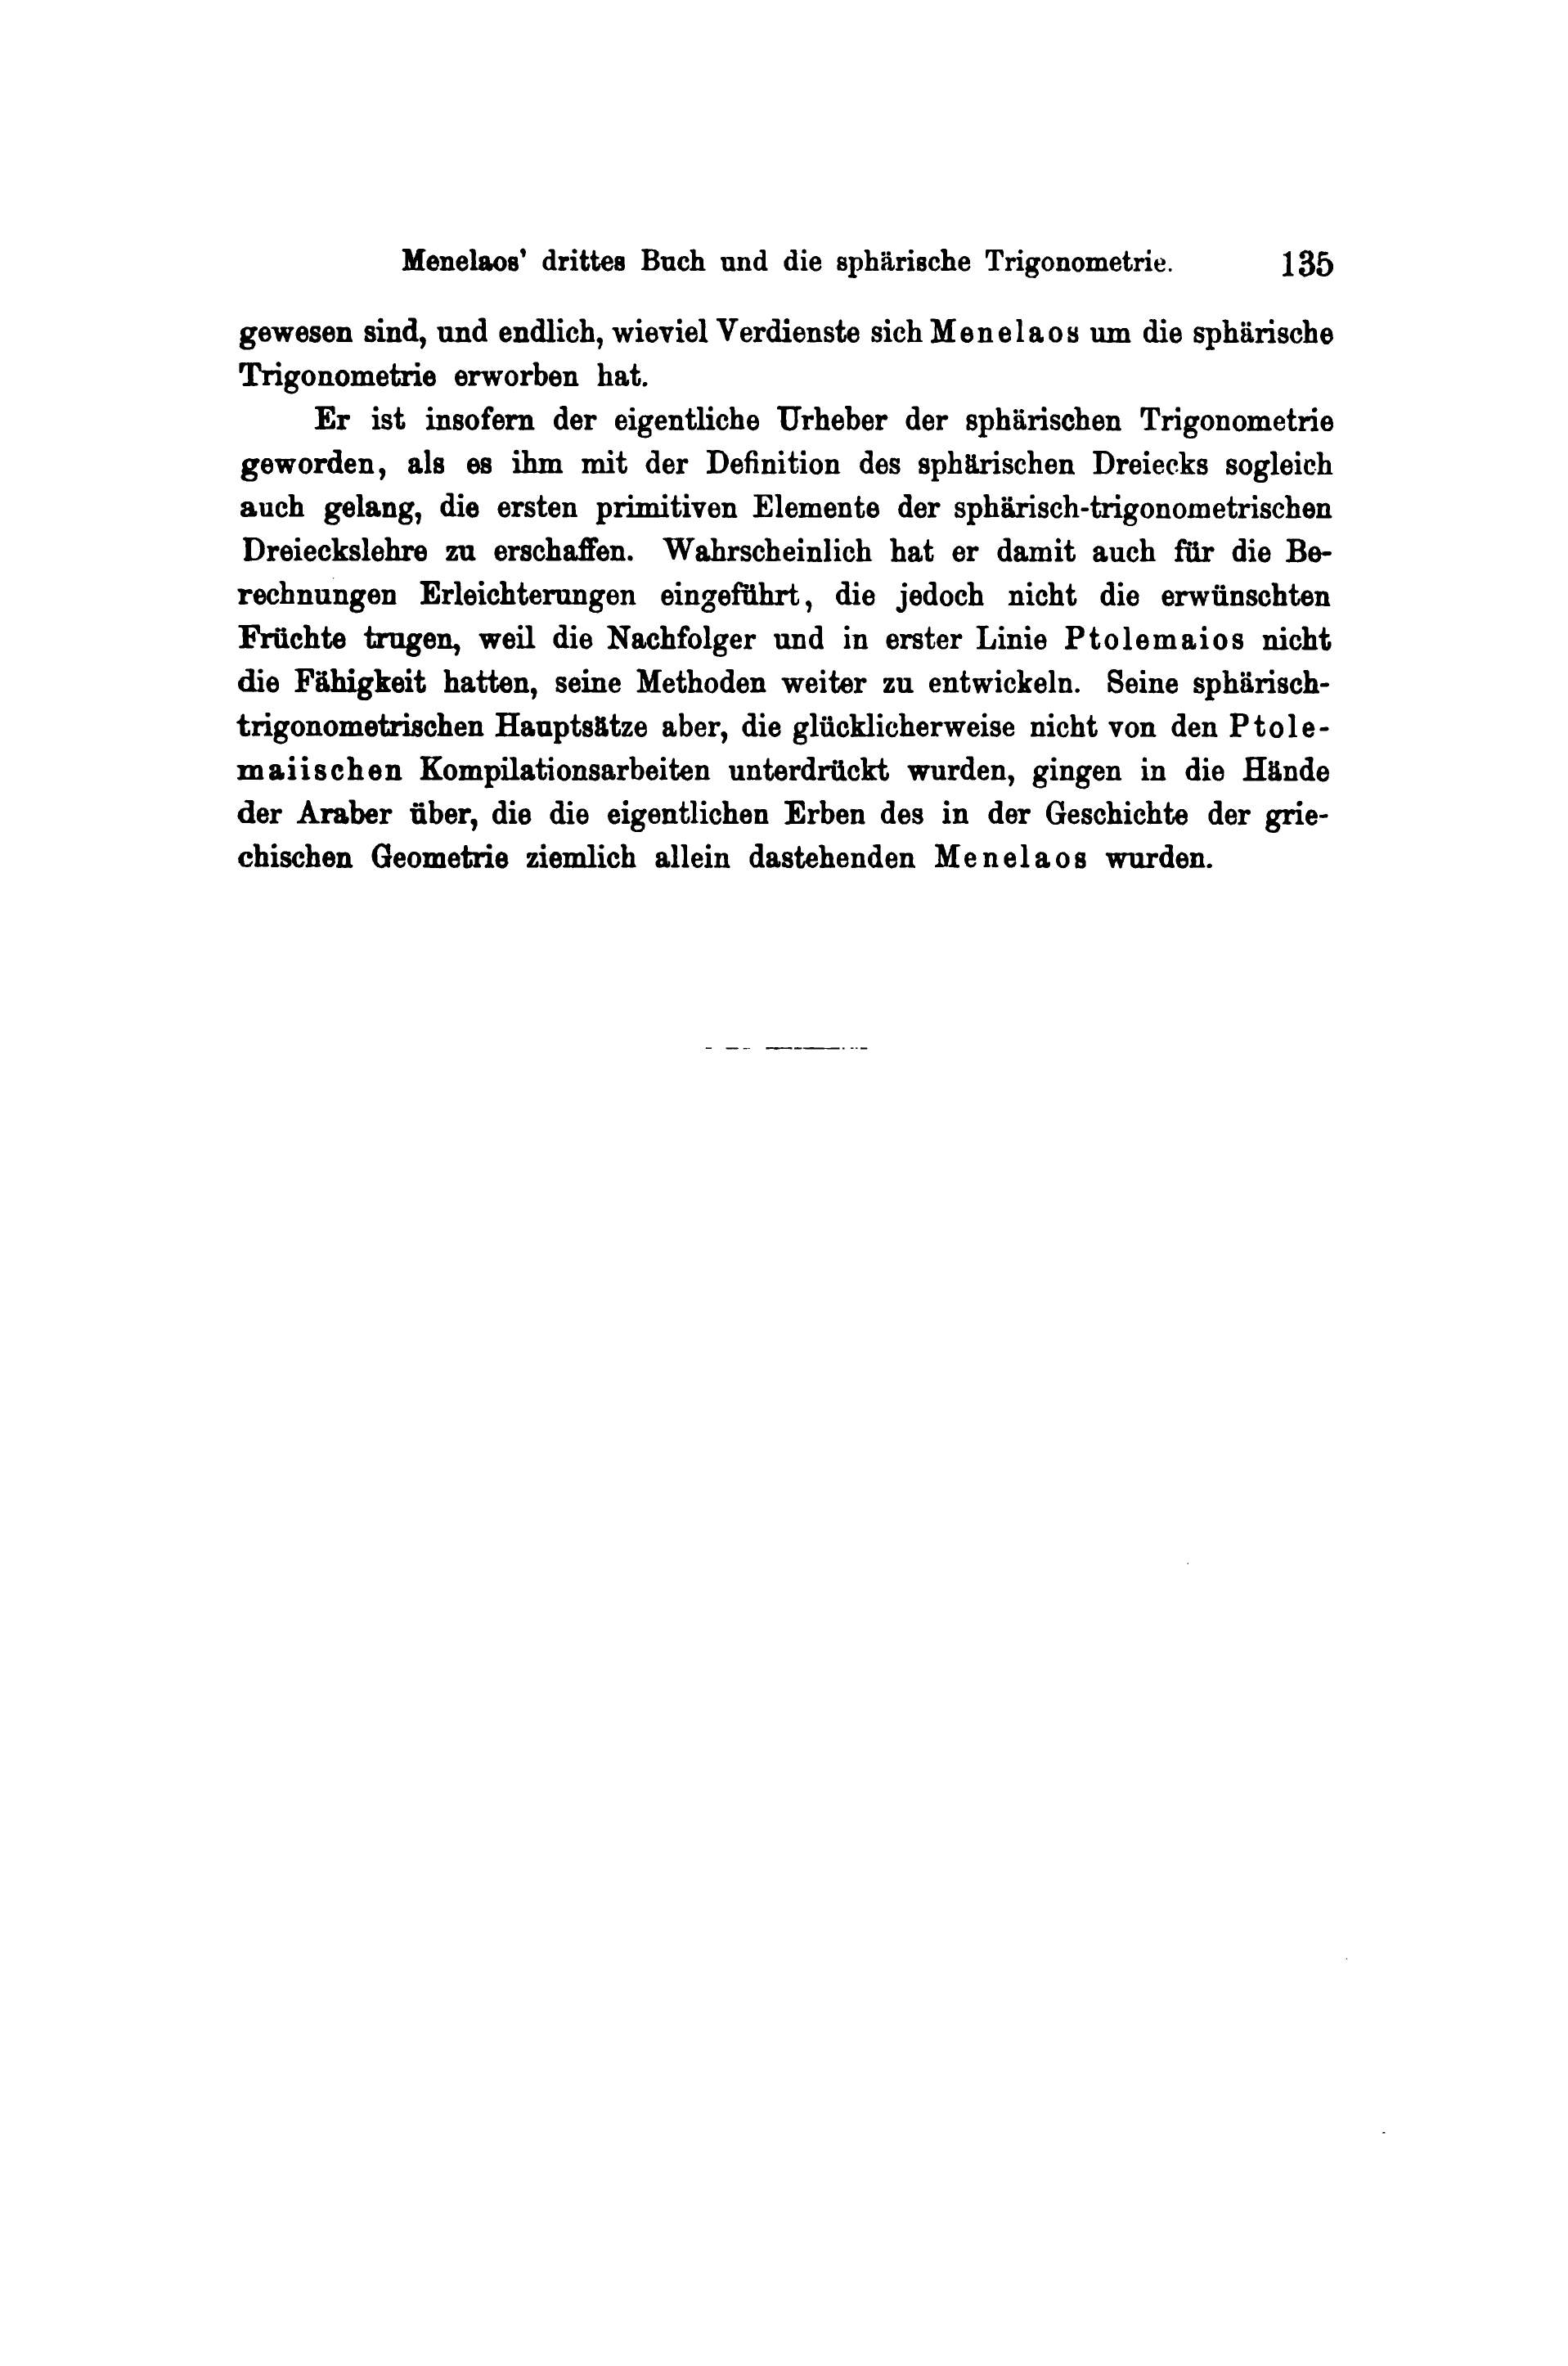 Menelaos' drittes Buch und die sphärische Trigonometrie. 135
gewesen sind, und endlich, wieviel Verdienste sich Menelaos um die sphärische
Trigonometrie erworben hat.
Er ist insofern der eigentliche Urheber der sphärischen Trigonometrie
geworden, als es ihm mit der Definition des sphärischen Dreiecks sogleich
auch gelang, die ersten primitiven Elemente der sphärisch-trigonometrischen
Dreieckslehre zu erschaffen. Wahrscheinlich hat er damit auch für die Be-
rechnungen Erleichterungen eingeführt, die jedoch nicht die erwünschten
Früchte trugen, weil die Nachfolger und in erster Linie Ptolemaios nicht
die Fähigkeit hatten, seine Methoden weiter zu entwickeln. Seine sphärisch-
trigonometrischen Hauptsätze aber, die glücklicherweise nicht von den Ptole-
maiischen Kompilationsarbeiten unterdrückt wurden, gingen in die Hände
der Araber über, die die eigentlichen Erben des in der Geschichte der grie-
chischen Geometrie ziemlich allein dastehenden Menelaos wurden.